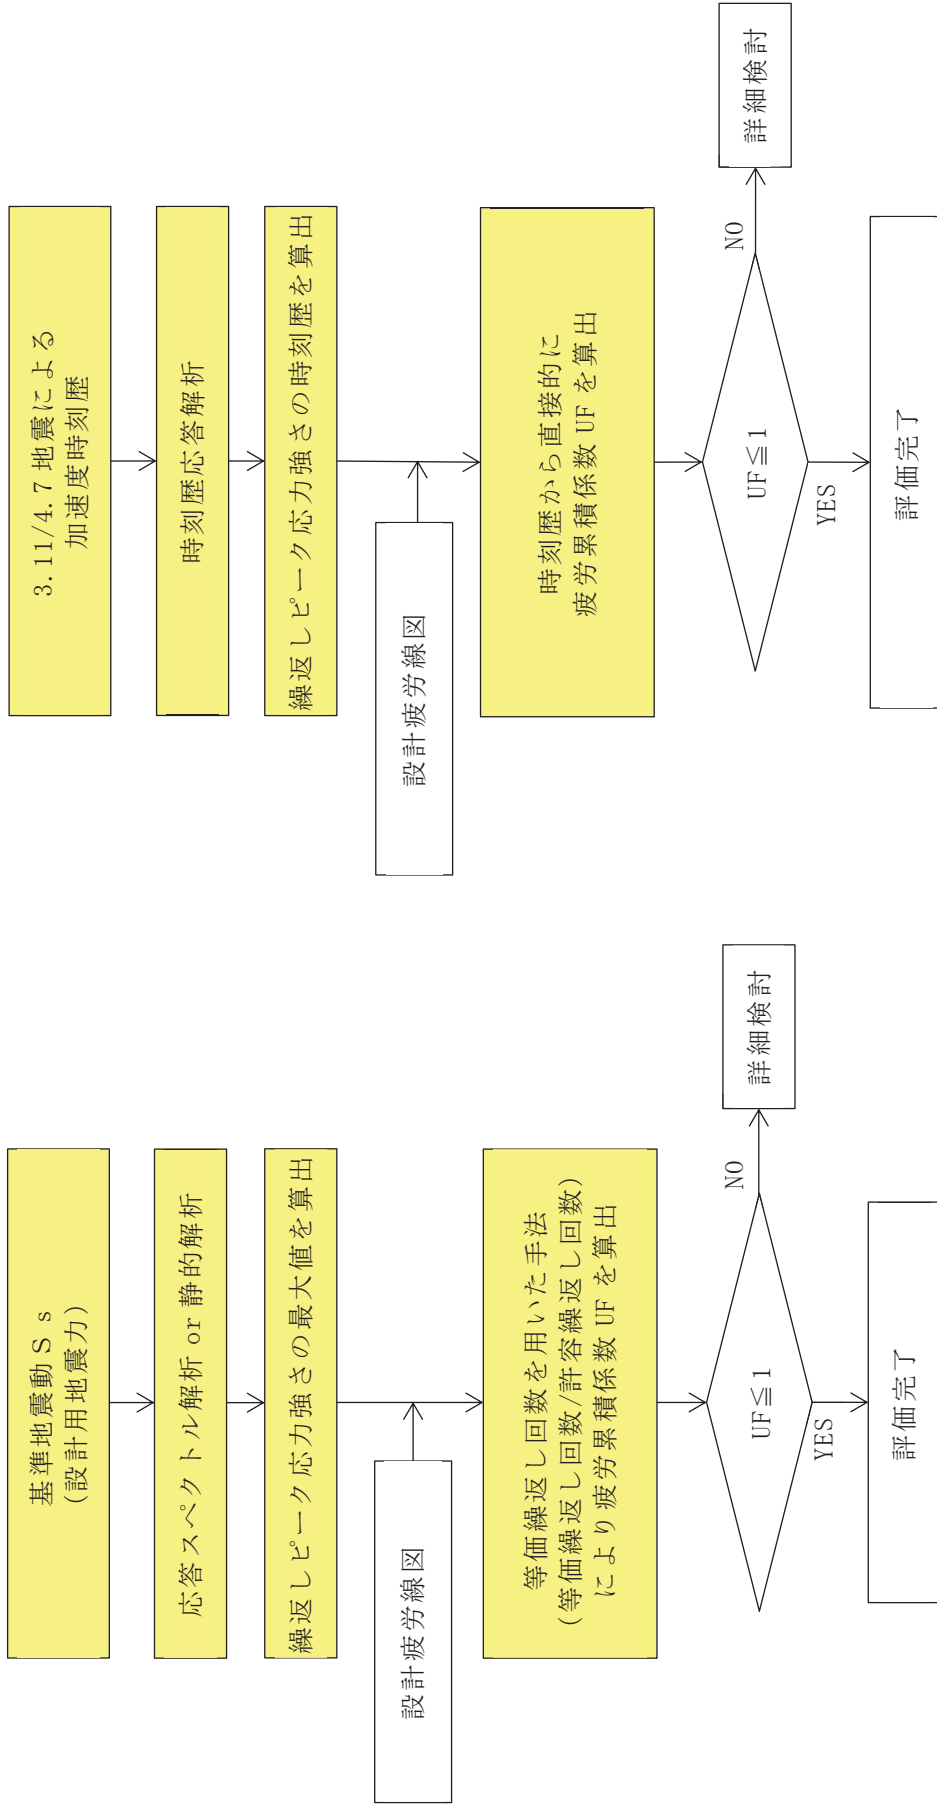 基準地震動Ｓｓ
(設計用地震力)
応答スペクトル解析 or 静的解析
繰返しピーク応力強さの最大値を算出
設計疲労線図
等価繰返し回数を用いた手法
(等価繰返し回数/許容繰返し回数)
により疲労累積係数 UF を算出
UF≦1
NO
詳細検討
YES
評価完了
3.11/4.7 地震による
加速度時刻歴
時刻歴応答解析
繰返しピーク応力強さの時刻歴を算出
設計疲労線図
時刻歴から直接的に
疲労累積係数 UF を算出
UF≦1
NO
詳細検討
YES
評価完了